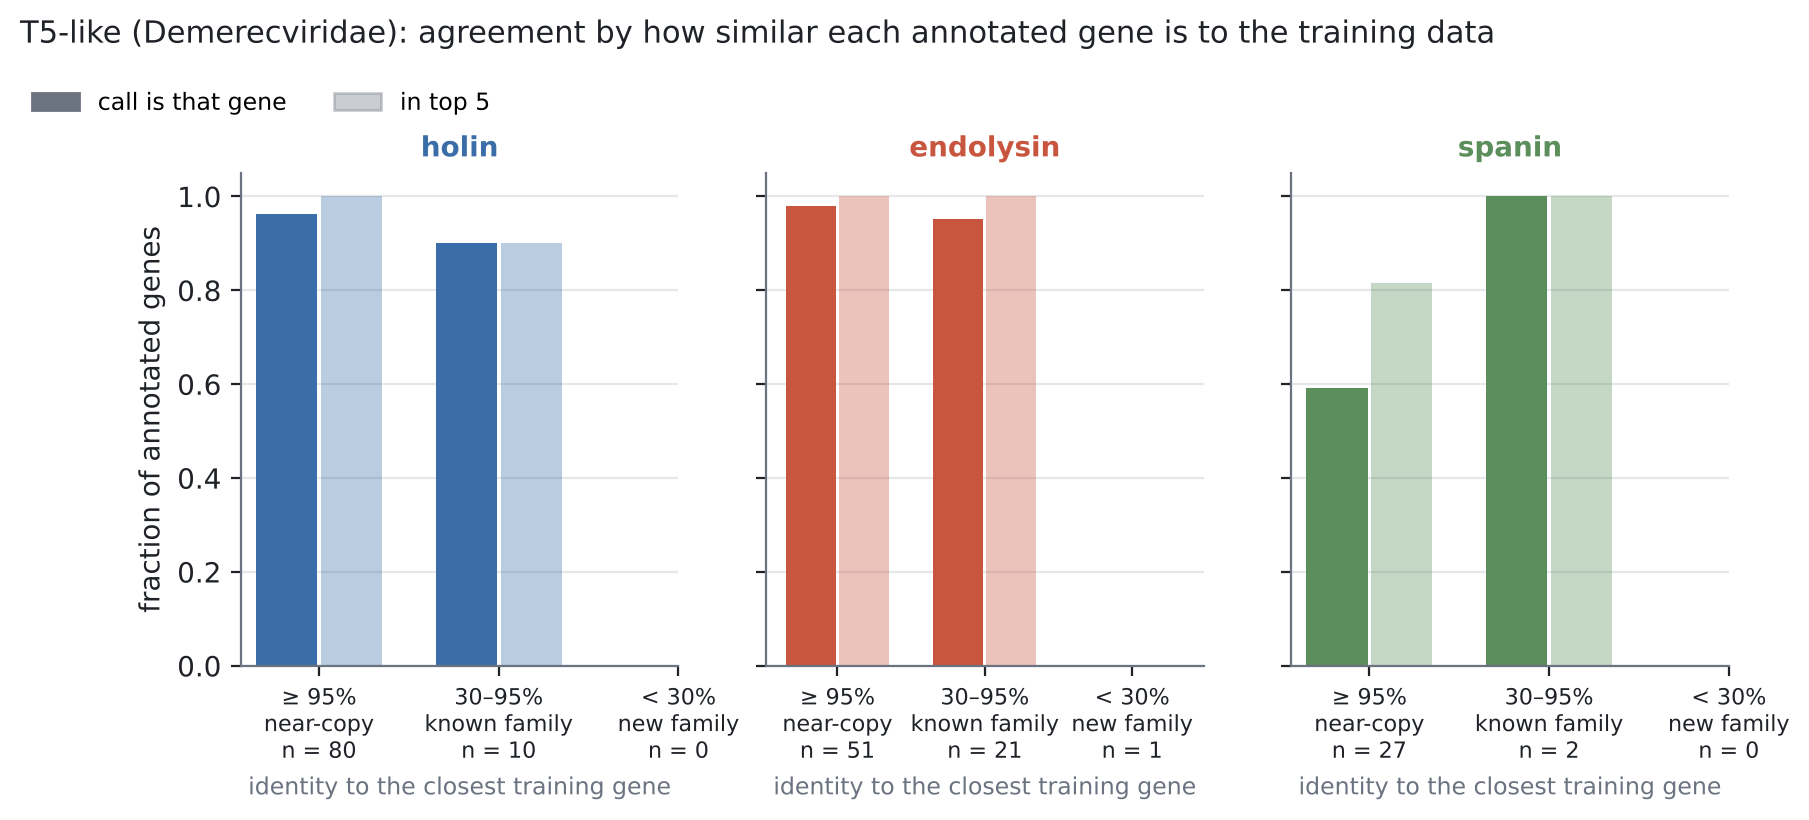 T5-like (Demerecviridae): agreement by how similar each annotated gene is to the training data
call is that gene
in top 5
holin
endolysin
spanin
fraction of annotated genes
1.0
0.8
0.6
0.4
0.2
0.0
≥ 95%
near-copy
n = 80
30–95%
known family
n = 10
< 30%
new family
n = 0
identity to the closest training gene
≥ 95%
near-copy
n = 51
30–95%
known family
n = 21
< 30%
new family
n = 1
identity to the closest training gene
≥ 95%
near-copy
n = 27
30–95%
known family
n = 2
< 30%
new family
n = 0
identity to the closest training gene